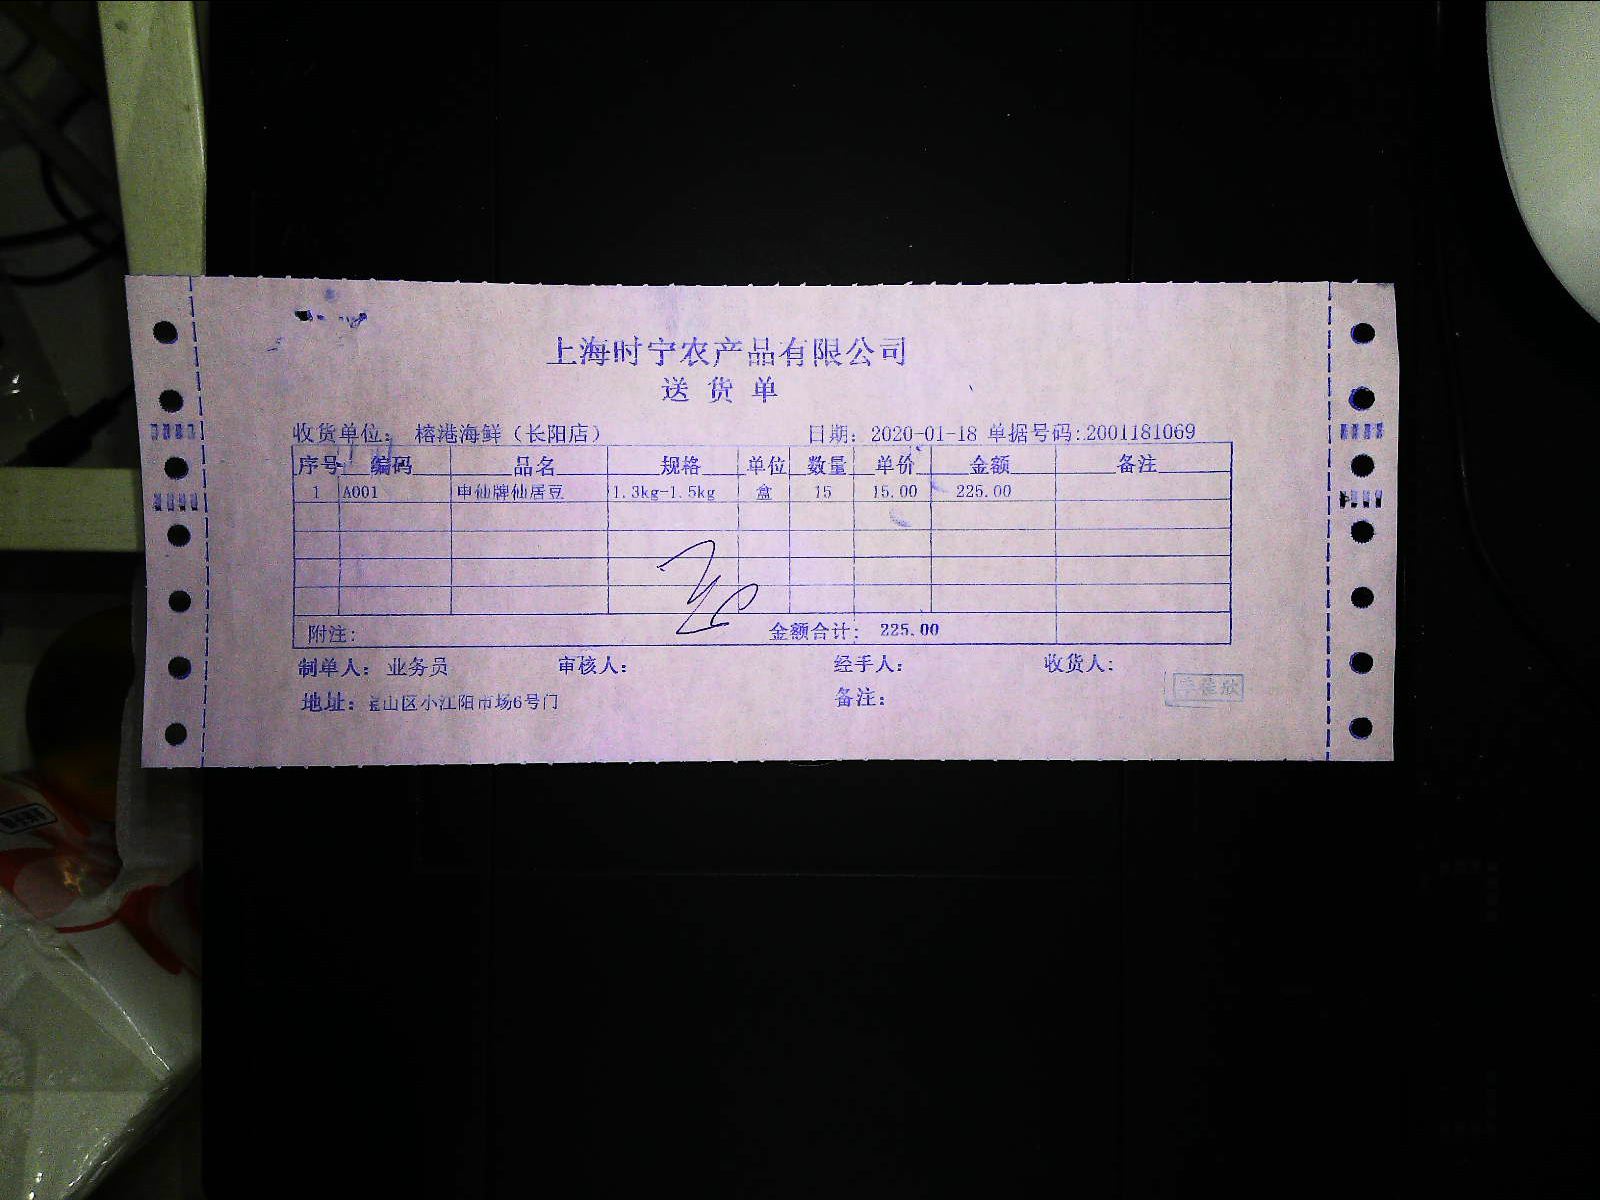 上海时宁农产品有限公司
送货单
收货单位: 榕港海鲜（长阳店） 日期: 2020-01-18 单据号码:2001181069
序号 编码 品名 规格 单位 数量 单价 金额 备注
1 A001 申仙牌仙居豆 1.3kg-1.5kg 盒 15 15.00 225.00
附注: 金额合计: 225.00
制单人: 业务员 审核人: 经手人: 收货人:
地址: 山区小江阳市场6号门 备注: